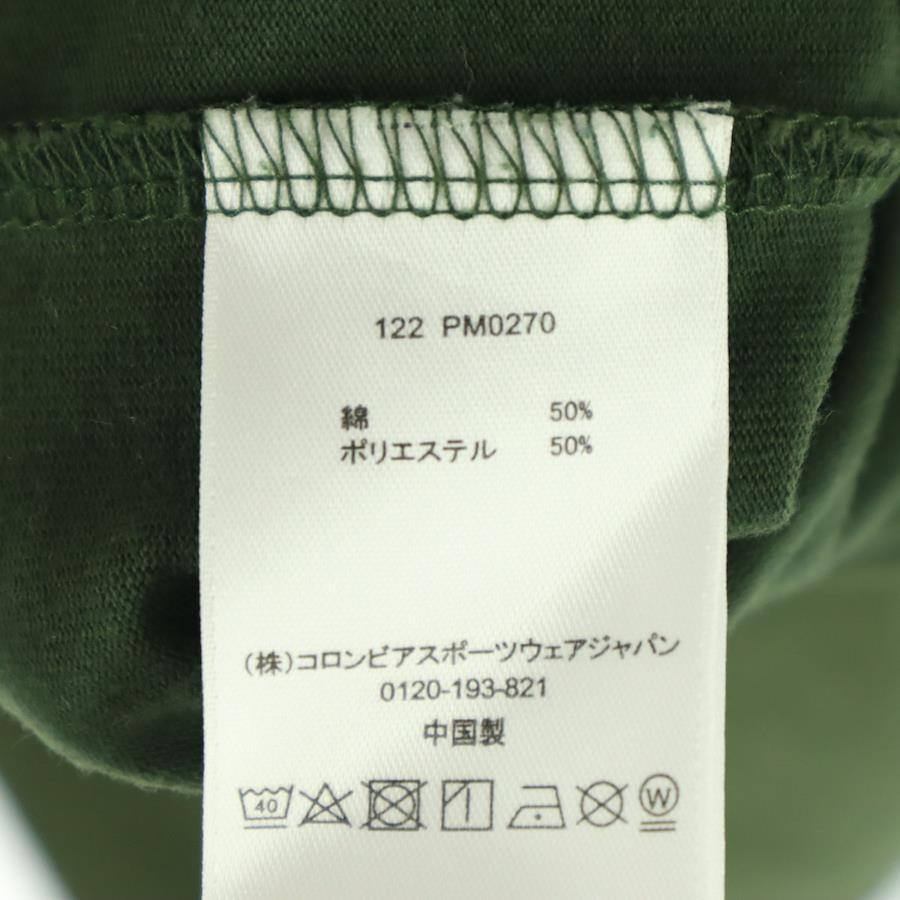 122 PM0270
綿 50%
ポリエステル 50%
(株)コロンビアスポーツウェアジャパン
0120-193-821
中国製
40 W